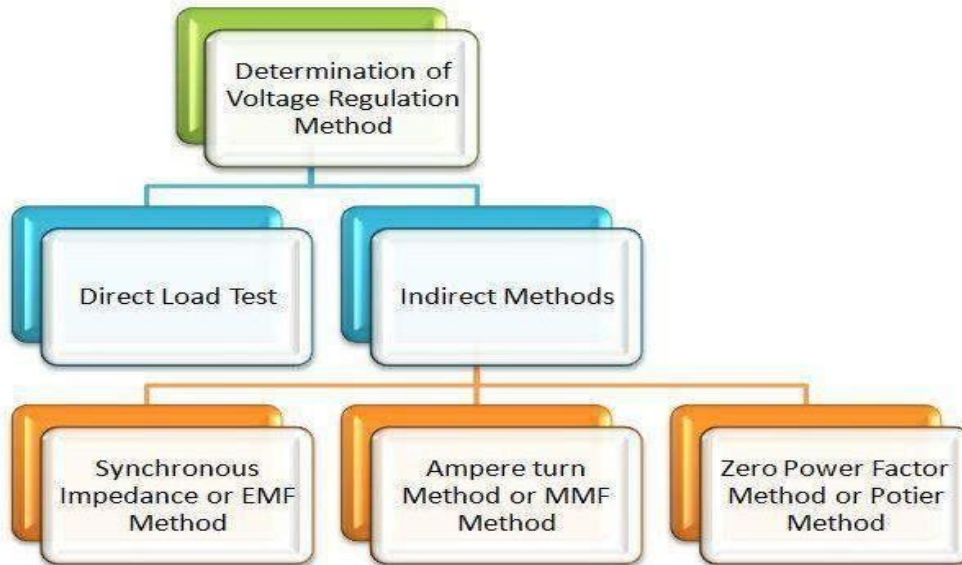 Determination of
Voltage Regulation
Method
Direct Load Test
Indirect Methods
Synchronous
Impedance or EMF
Method
Ampere turn
Method or MMF
Method
Zero Power Factor
Method or Potier
Method